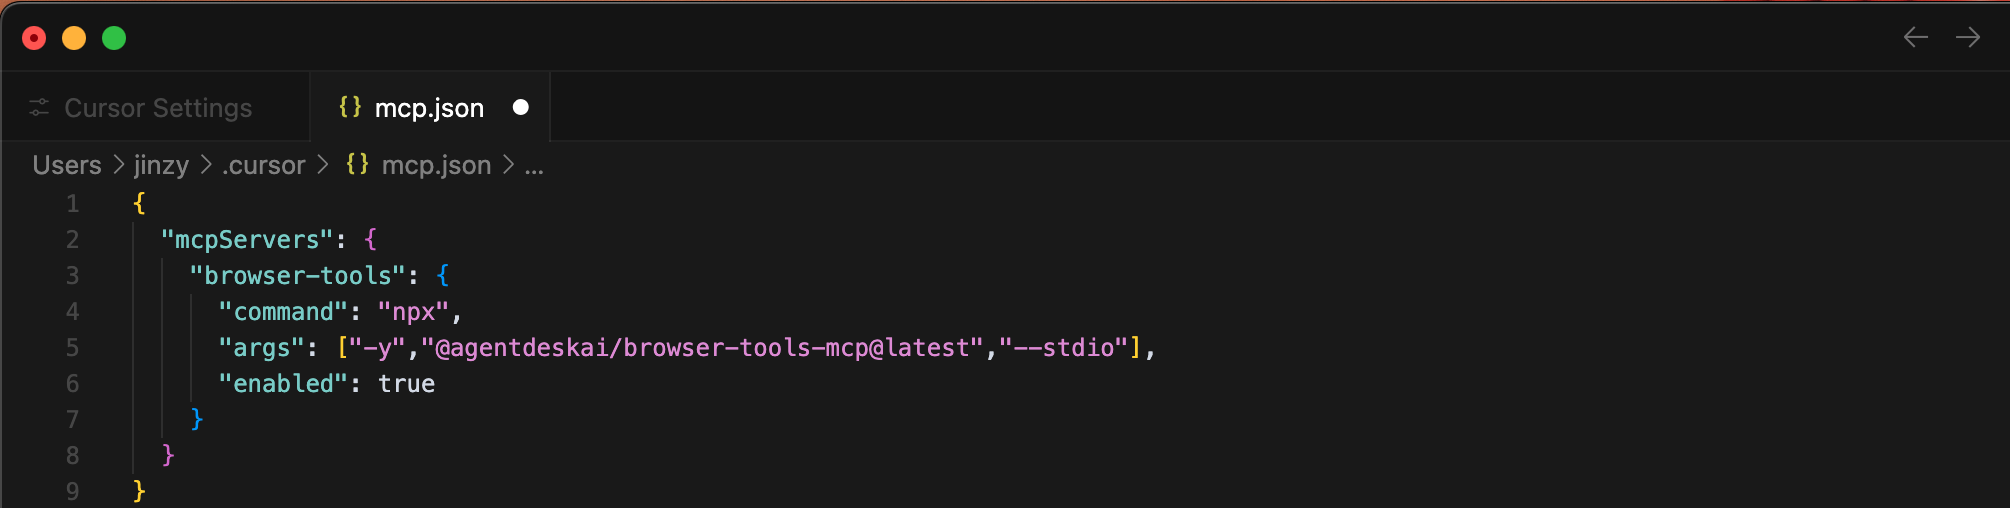 Cursor Settings
{} mcp.json
Users > jinzy > .cursor > {} mcp.json > ...
1 {
2 "mcpServers": {
3 "browser-tools": {
4 "command": "npx",
5 "args": ["-y","@agentdeskai/browser-tools-mcp@latest","--stdio"],
6 "enabled": true
7 }
8 }
9 }